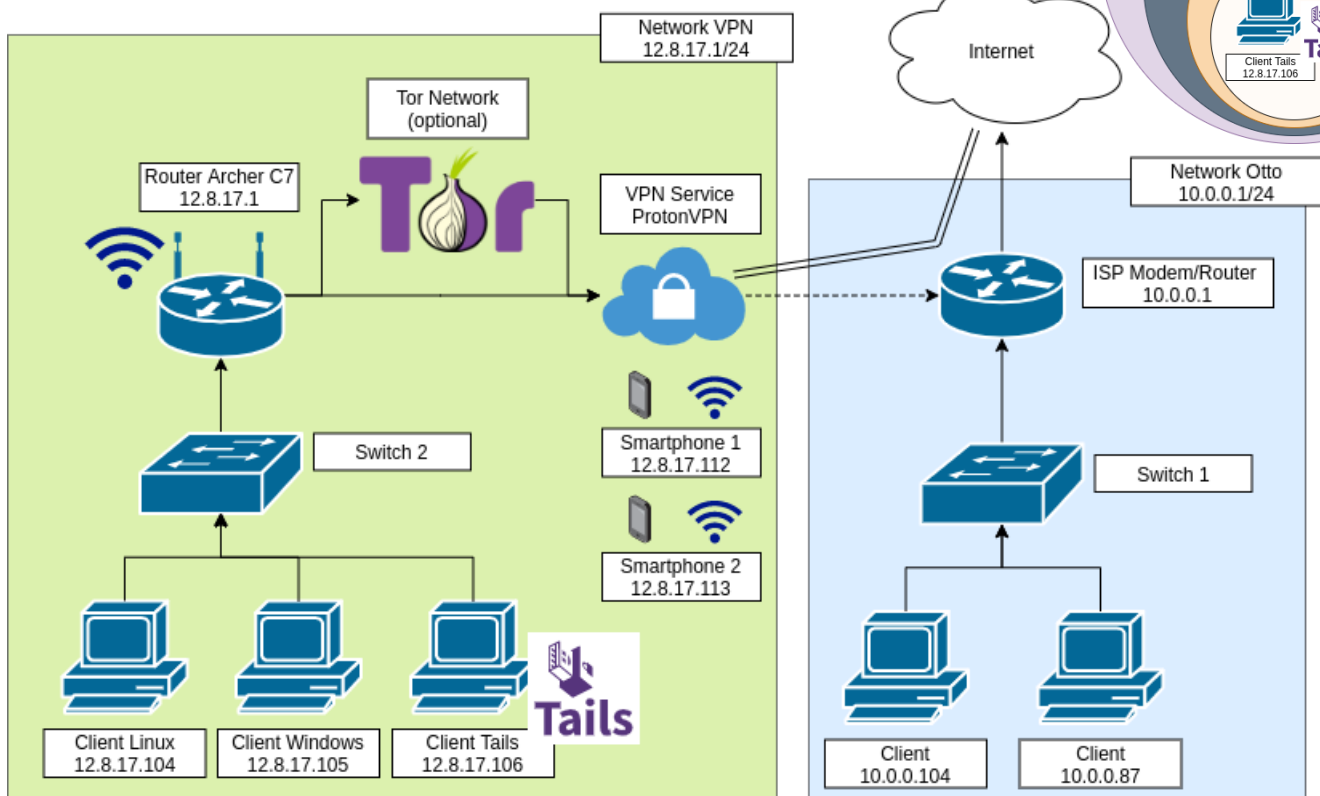 Network VPN
12.8.17.1/24
Internet
Client Tails
12.8.17.106
Tor Network
(optional)
Router Archer C7
12.8.17.1
Tor
VPN Service
ProtonVPN
Network Otto
10.0.0.1/24
ISP Modem/Router
10.0.0.1
Switch 2
Smartphone 1
12.8.17.112
Switch 1
Smartphone 2
12.8.17.113
Tails
Client Linux
12.8.17.104
Client Windows
12.8.17.105
Client Tails
12.8.17.106
Client
10.0.0.104
Client
10.0.0.87